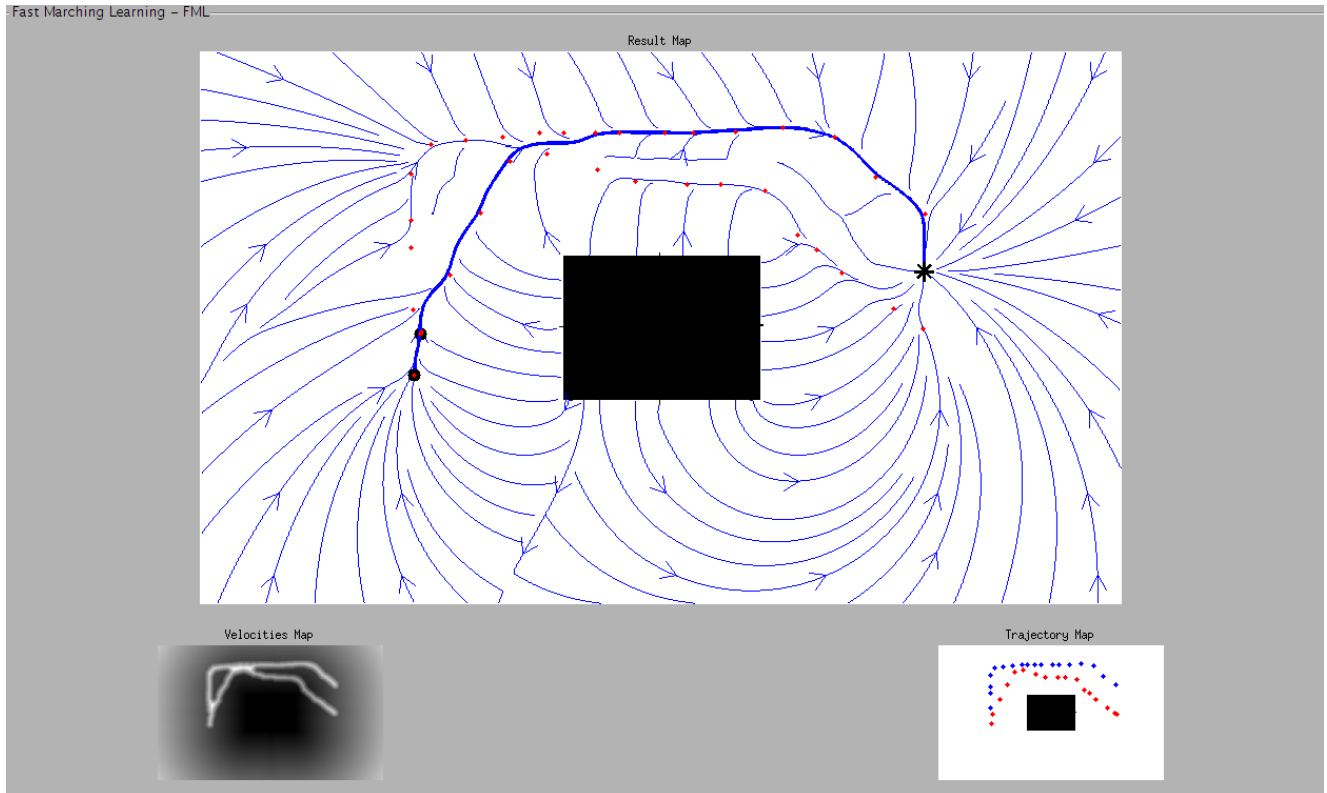 Fast Marching Learning - FML
Result Map
Velocities Map
Trajectory Map